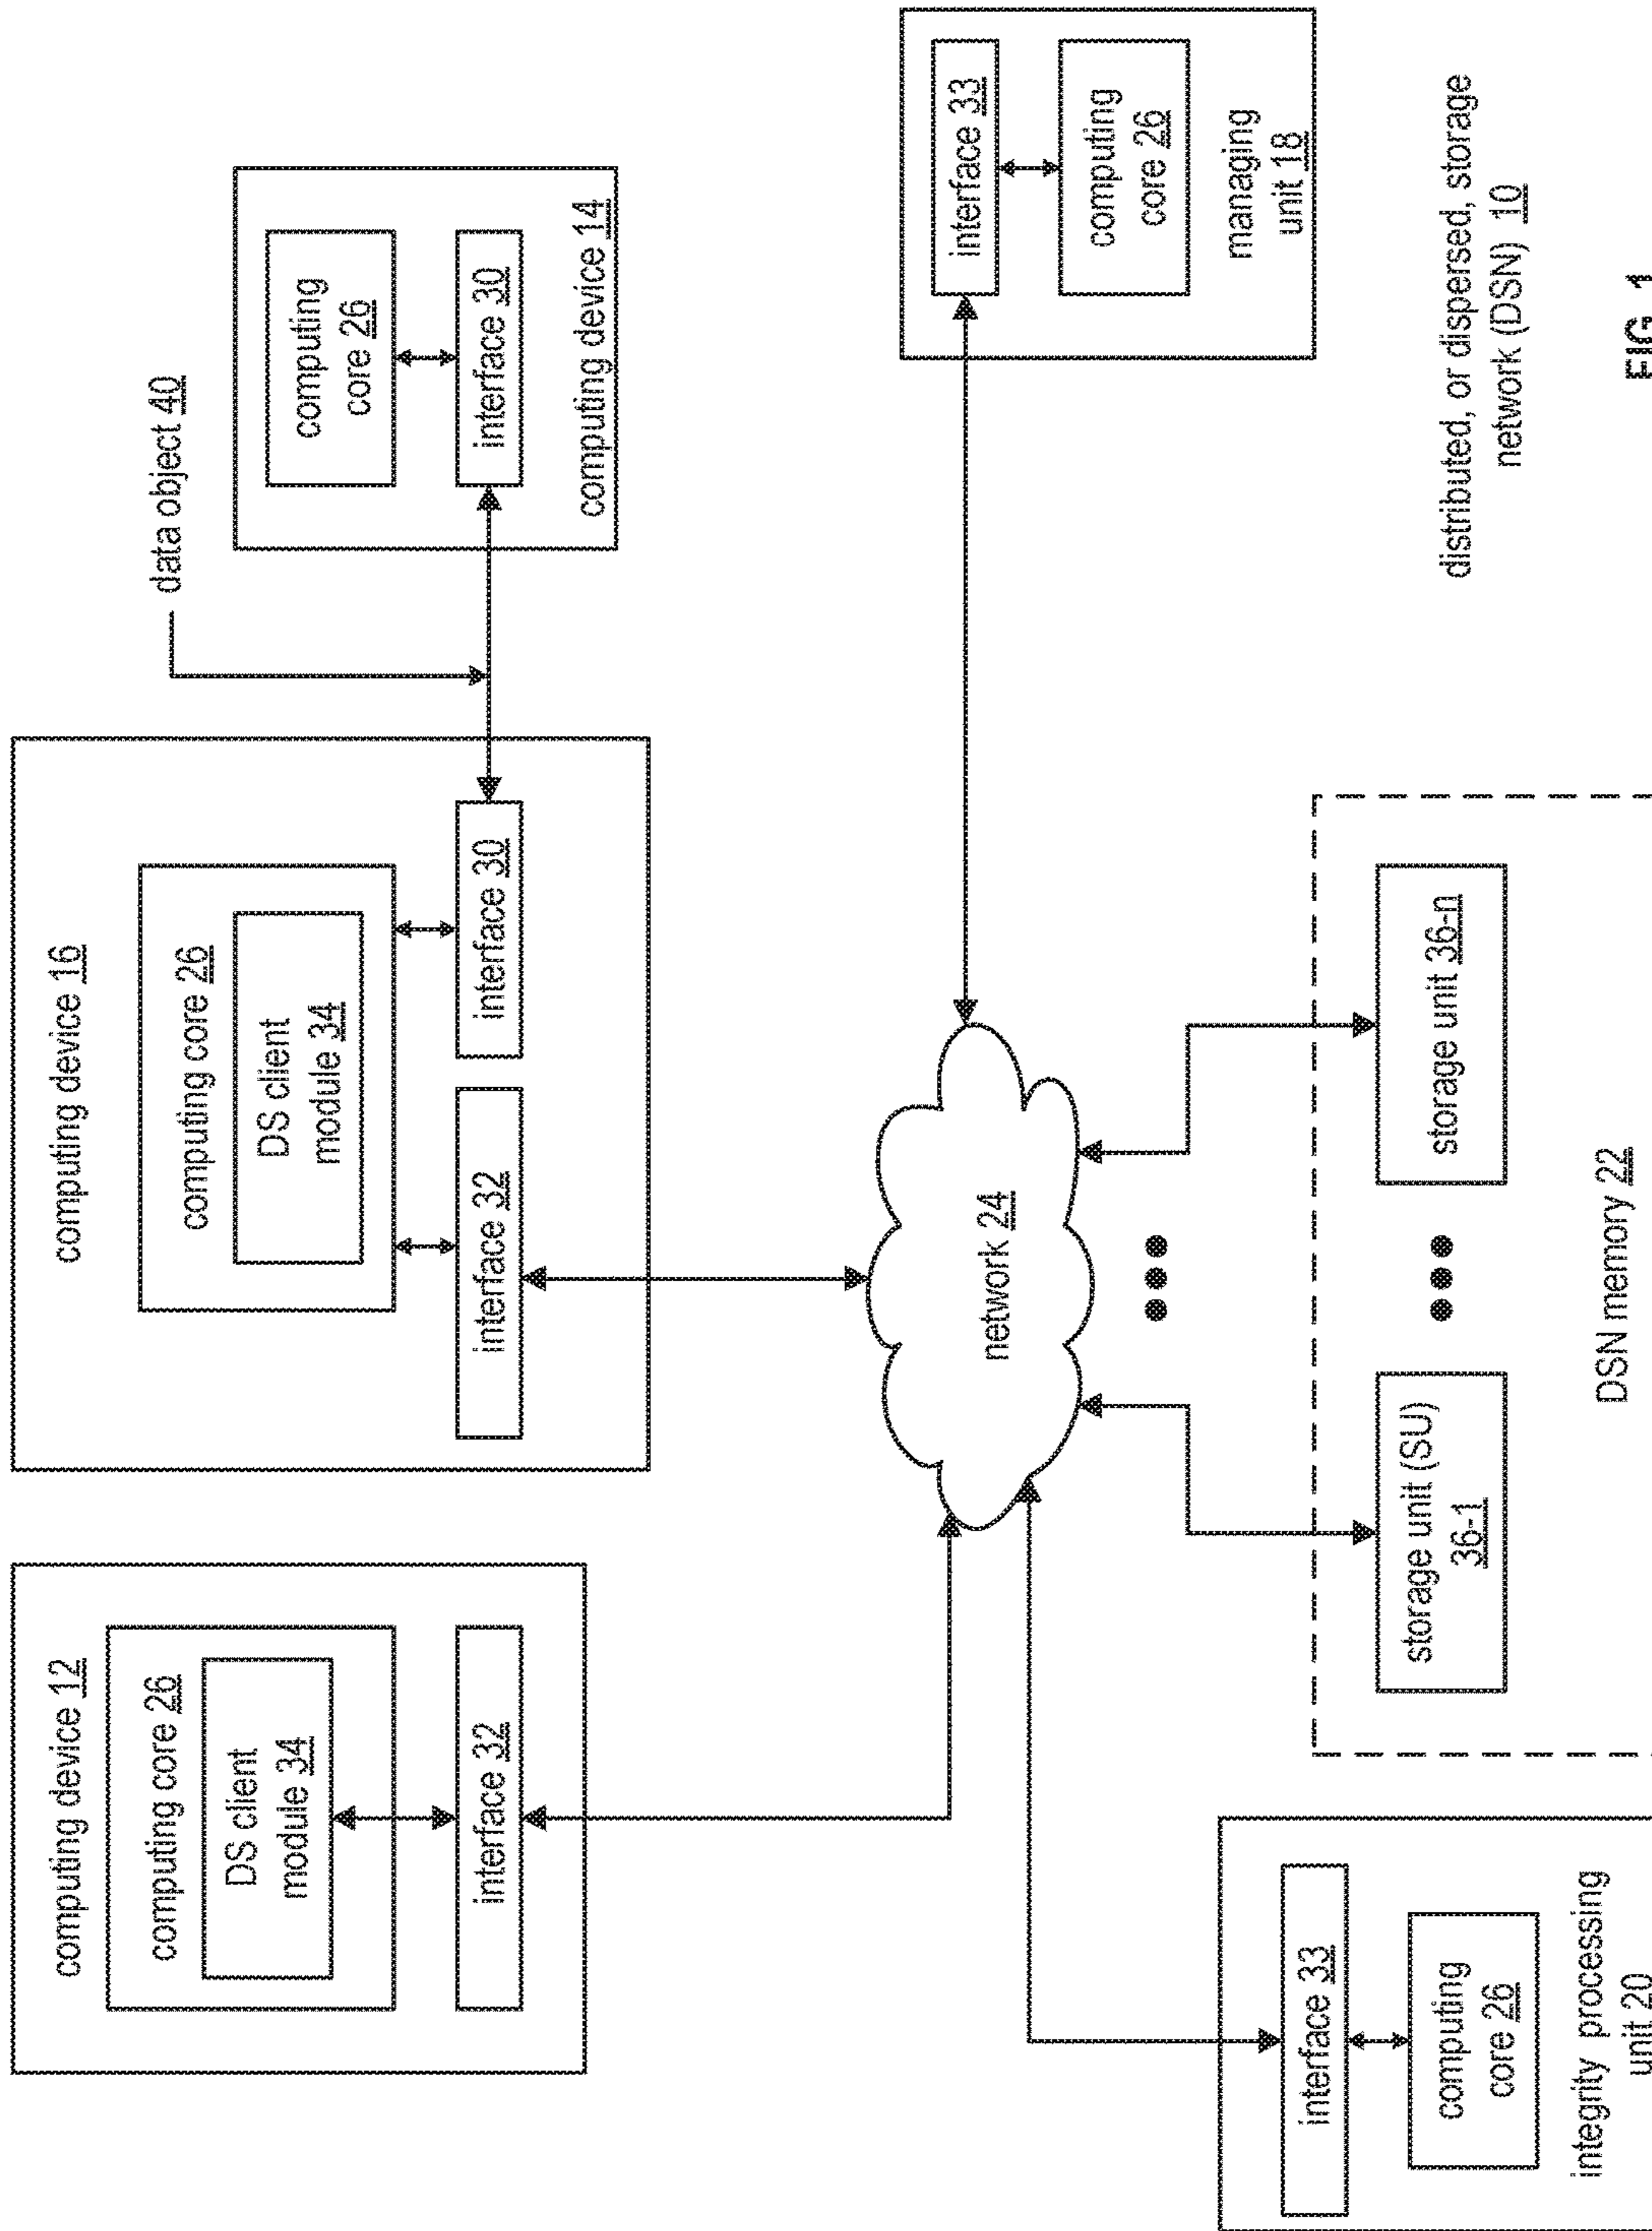 computing device 12
computing core 26
DS client
module 34
interface 32
computing device 16
computing core 26
DS client
module 34
interface 32
interface 30
data object 40
computing
core 26
interface 30
computing device 14
network 24
interface 33
computing
core 26
managing
unit 18
interface 33
computing
core 26
integrity processing
unit 20
storage unit (SU)
36-1
storage unit 36-n
DSN memory 22
distributed, or dispersed, storage
network (DSN) 10
FIG. 1